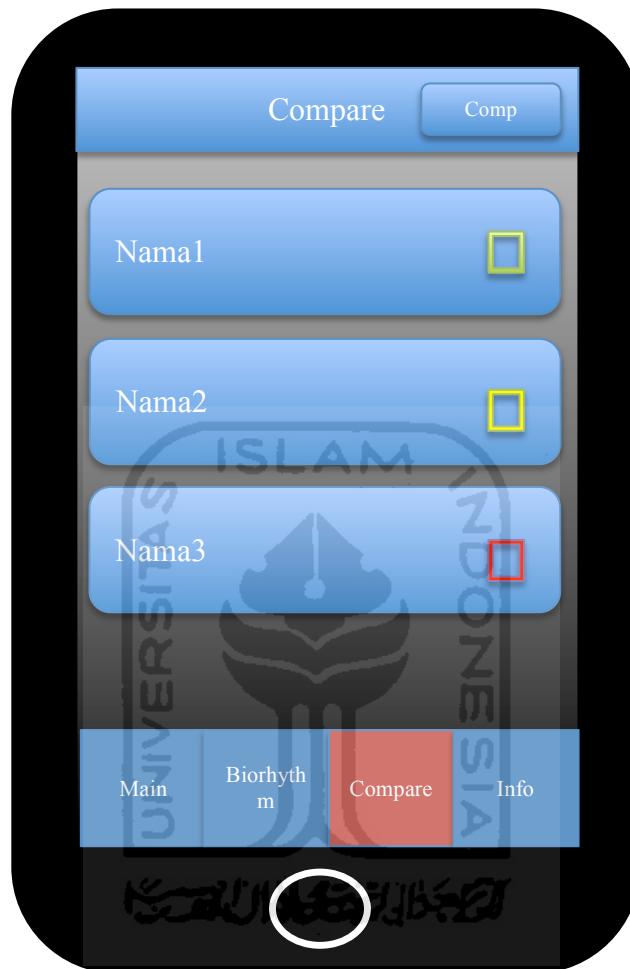 Compare
Comp
Nama1
Nama2
Nama3
Main
Biorhyth
m
Compare
Info
UNIVERSITAS
ISLAM
INDONESIA